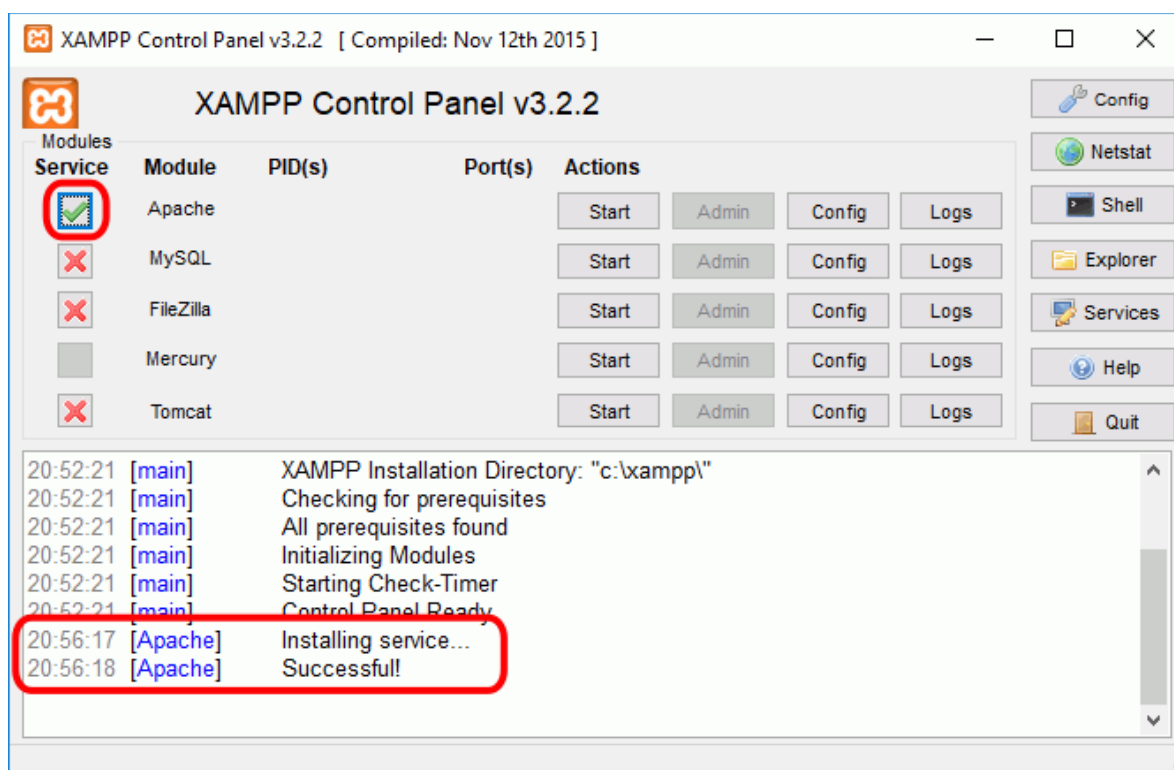 XAMPP Control Panel v3.2.2 [ Compiled: Nov 12th 2015 ]
XAMPP Control Panel v3.2.2
Config
Modules
Netstat
Service Module PID(s) Port(s) Actions
Apache Start Admin Config Logs
Shell
MySQL Start Admin Config Logs
Explorer
FileZilla Start Admin Config Logs
Services
Mercury Start Admin Config Logs
Help
Tomcat Start Admin Config Logs
Quit
20:52:21 [main] XAMPP Installation Directory: "c:\xampp\"
20:52:21 [main] Checking for prerequisites
20:52:21 [main] All prerequisites found
20:52:21 [main] Initializing Modules
20:52:21 [main] Starting Check-Timer
20:52:21 [main] Control Panel Ready
20:56:17 [Apache] Installing service...
20:56:18 [Apache] Successful!